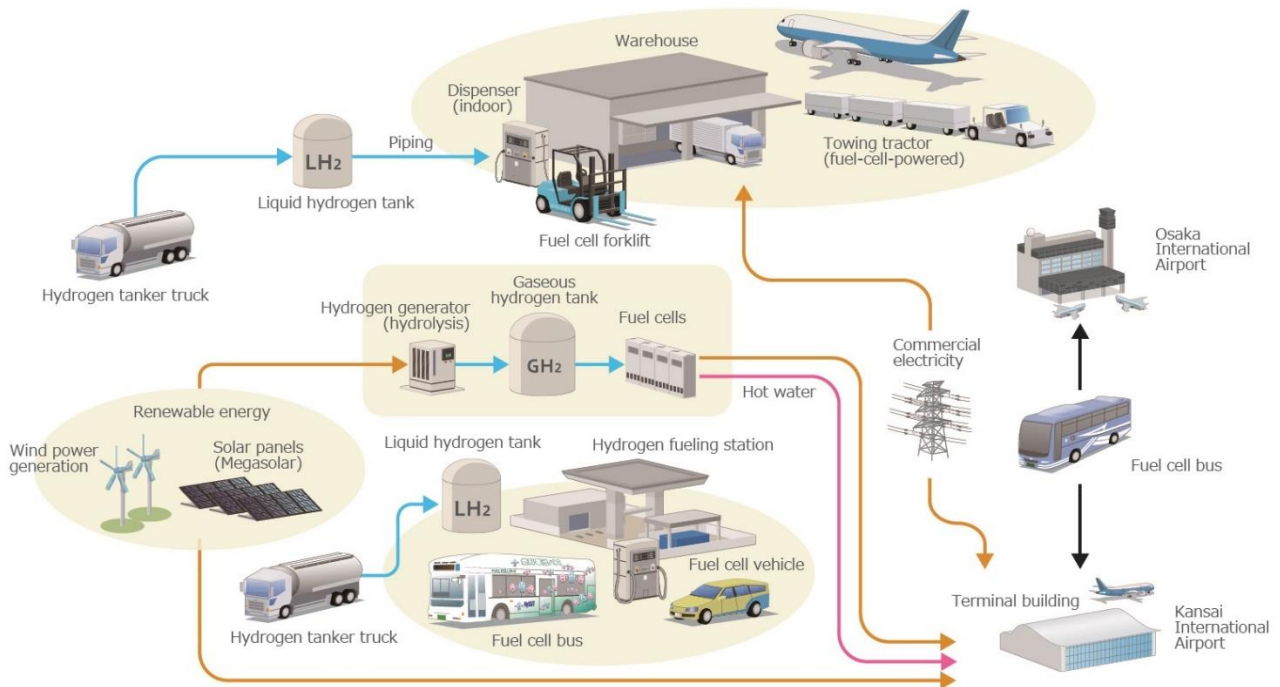 Warehouse
Dispenser
(indoor)
Towing tractor
(fuel-cell-powered)
LH2
Piping
Liquid hydrogen tank
Fuel cell forklift
Hydrogen tanker truck
Osaka
International
Airport
Gaseous
hydrogen tank
Hydrogen generator
(hydrolysis)
Fuel cells
GH2
Commercial
electricity
Hot water
Renewable energy
Wind power
generation
Solar panels
(Megasolar)
Liquid hydrogen tank
Hydrogen fueling station
LH2
Fuel cell bus
Fuel cell vehicle
Hydrogen tanker truck
Fuel cell bus
Terminal building
Kansai
International
Airport